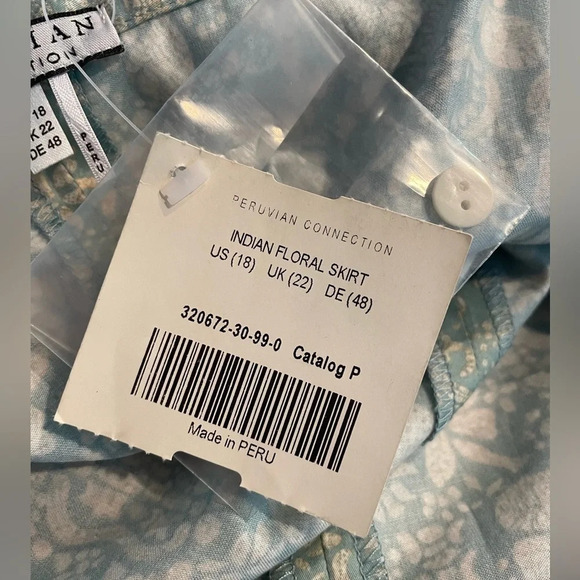 IAN
TION
18
K 22
DE 48
PERU
PERUVIAN CONNECTION
INDIAN FLORAL SKIRT
US (18) UK (22) DE (48)
320672-30-99-0 Catalog P
Made in PERU